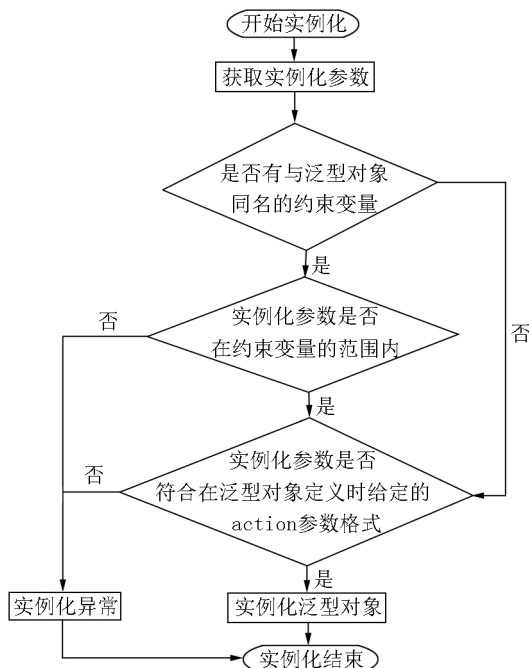 开始实例化
获取实例化参数
是否有与泛型对象
同名的约束变量
是
否
实例化参数是否
在约束变量的范围内
否
是
实例化参数是否
符合在泛型对象定义时给定的
action参数格式
否
是
实例化异常
实例化泛型对象
实例化结束